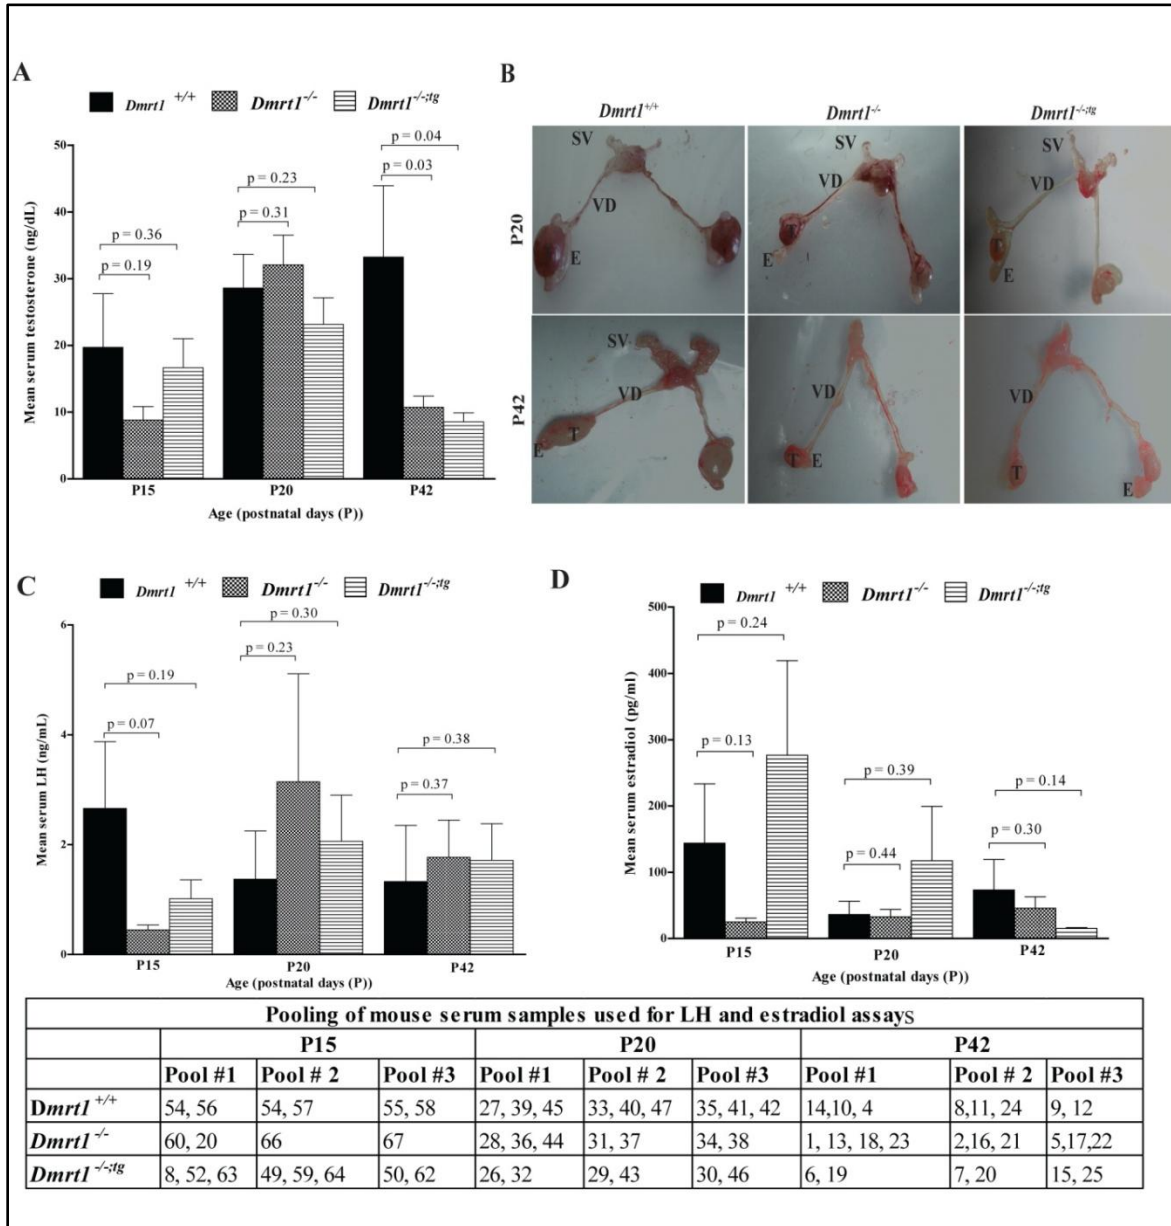 A
Dmrt1 +/+ Dmrt1-/- Dmrt1-/-;tg
Mean serum testosterone (ng/dL)
50
40
30
20
10
0
p = 0.36
p = 0.19
p = 0.23
p = 0.31
p = 0.04
p = 0.03
P15 P20 P42
Age (postnatal days (P))
B
Dmrt1+/+ Dmrt1-/- Dmrt1-/-;tg
P20
SV VD E
SV VD T E
SV VD T E
P42
SV VD T E
VD T E
VD T E
C
Dmrt1 +/+ Dmrt1-/- Dmrt1-/-;tg
Mean serum LH (ng/mL)
6
4
2
0
p = 0.19
p = 0.07
p = 0.30
p = 0.23
p = 0.38
p = 0.37
P15 P20 P42
Age (postnatal days (P))
D
Dmrt1 +/+ Dmrt1-/- Dmrt1-/-;tg
Mean serum estradiol (pg/ml)
500
400
300
200
100
0
p = 0.24
p = 0.13
p = 0.39
p = 0.44
p = 0.14
p = 0.30
P15 P20 P42
Age (postnatal days (P))
Pooling of mouse serum samples used for LH and estradiol assays
P15 P20 P42
Pool #1 Pool # 2 Pool #3 Pool #1 Pool # 2 Pool #3 Pool #1 Pool # 2 Pool #3
Dmrt1 +/+ 54, 56 54, 57 55, 58 27, 39, 45 33, 40, 47 35, 41, 42 14,10, 4 8,11, 24 9, 12
Dmrt1 -/- 60, 20 66 67 28, 36, 44 31, 37 34, 38 1, 13, 18, 23 2,16, 21 5,17,22
Dmrt1 -/-;tg 8, 52, 63 49, 59, 64 50, 62 26, 32 29, 43 30, 46 6, 19 7, 20 15, 25